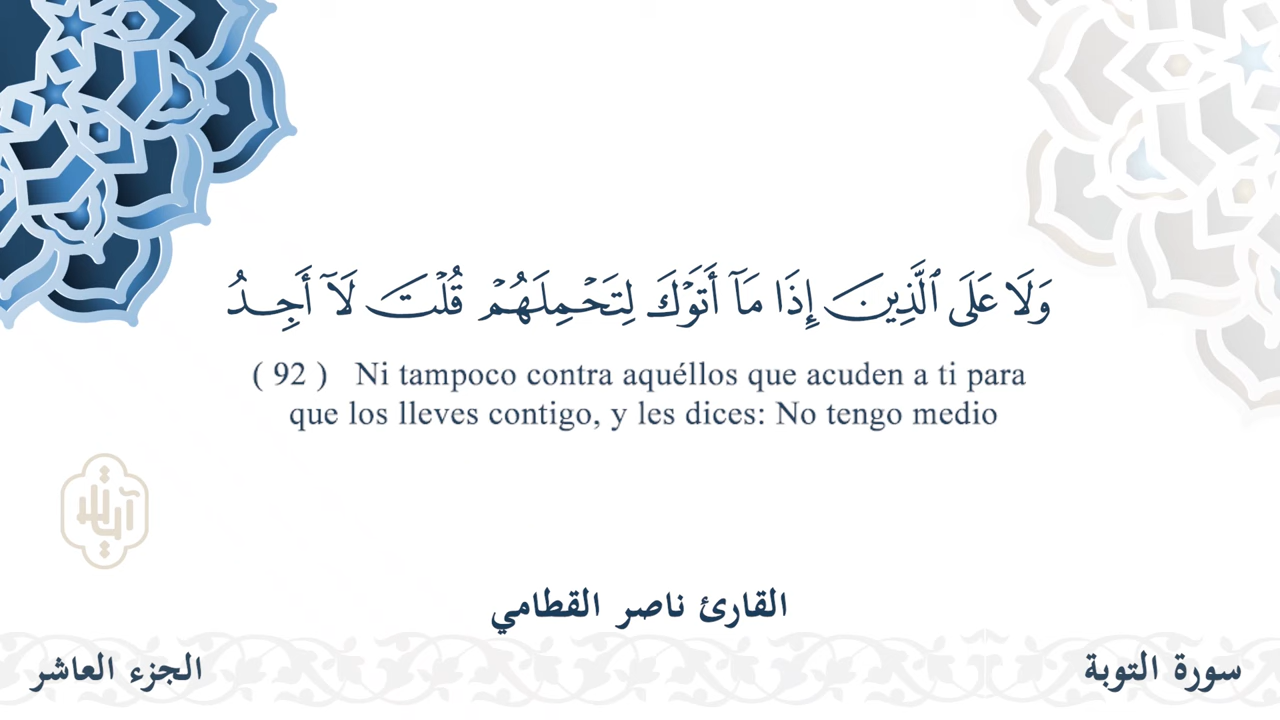 وَلَا عَلَى ٱلَّذِينَ إِذَا مَآ أَتَوۡكَ لِتَحۡمِلَهُمۡ قُلۡتَ لَآ أَجِدُ
( 92 ) Ni tampoco contra aquéllos que acuden a ti para
que los lleves contigo, y les dices: No tengo medio
القارئ ناصر القطامي
سورة التوبة
الجزء العاشر